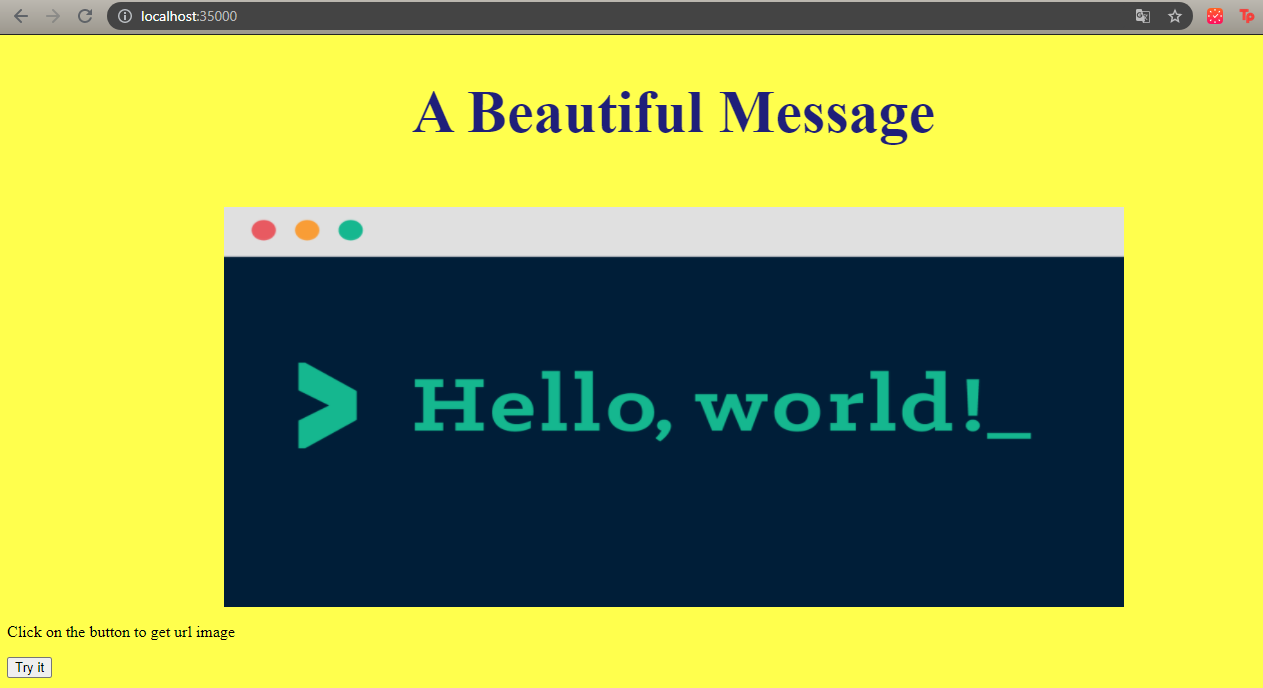 localhost:35000
Tp
A Beautiful Message
> Hello, world!_
Click on the button to get url image
Try it